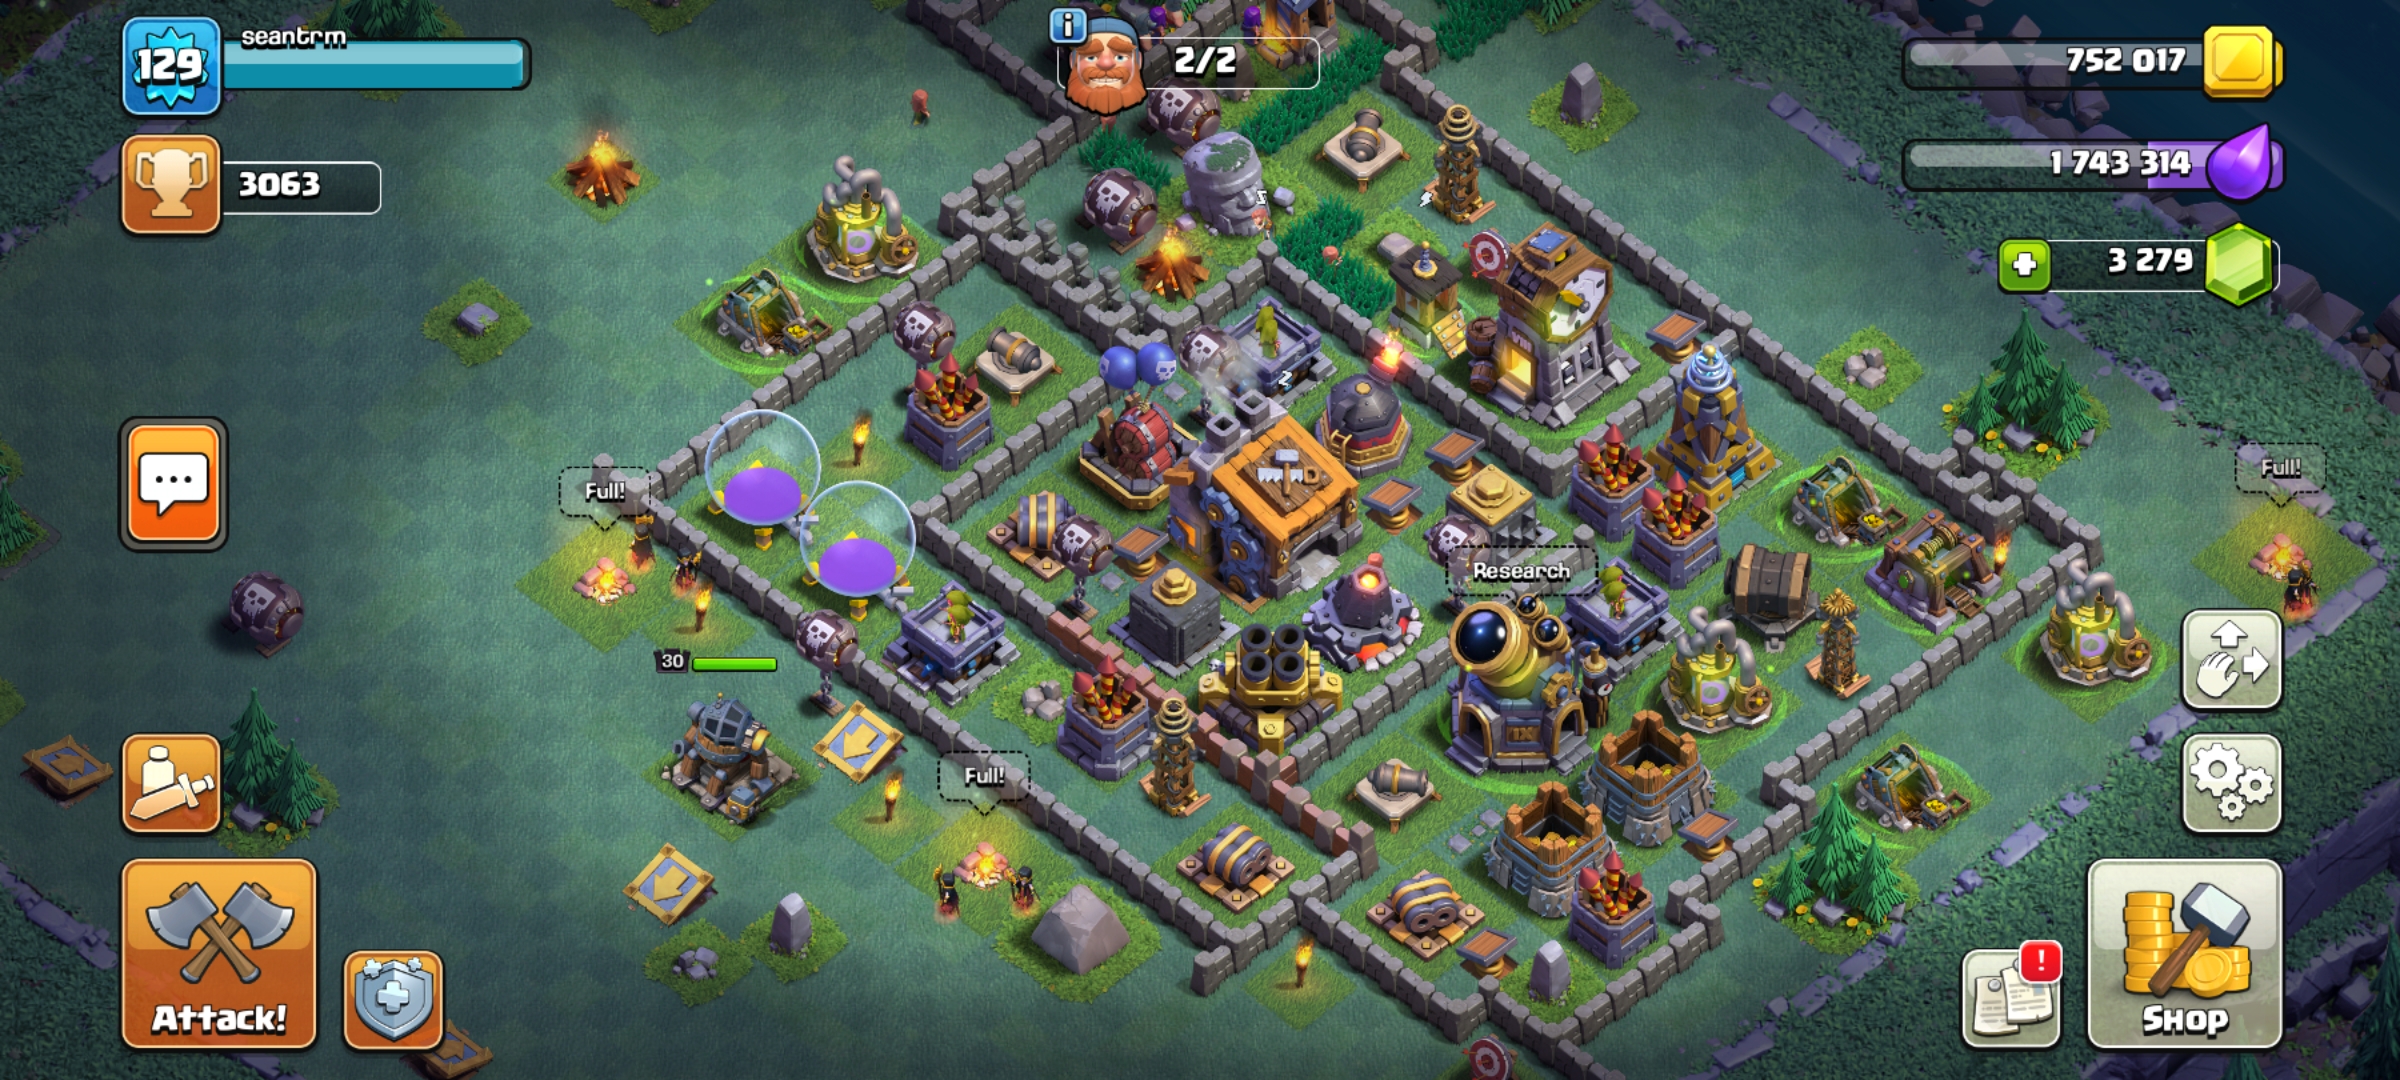 129
seantrm
3063
i
2/2
752 017
1 743 314
3 279
z
z
Full!
Full!
Research
30
Full!
Attack!
!
Shop